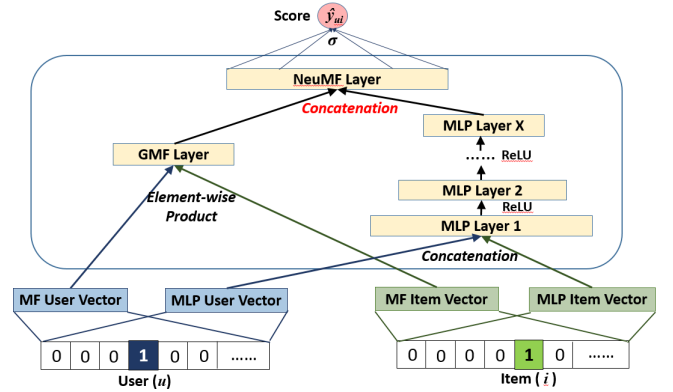 Score ŷui
σ
NeuMF Layer
Concatenation
MLP Layer X
GMF Layer
...... ReLU
Element-wise
Product
MLP Layer 2
ReLU
MLP Layer 1
Concatenation
MF User Vector MLP User Vector MF Item Vector MLP Item Vector
0 0 0 1 0 0 ...... 0 0 0 0 1 0 ......
User (u) Item ( i )